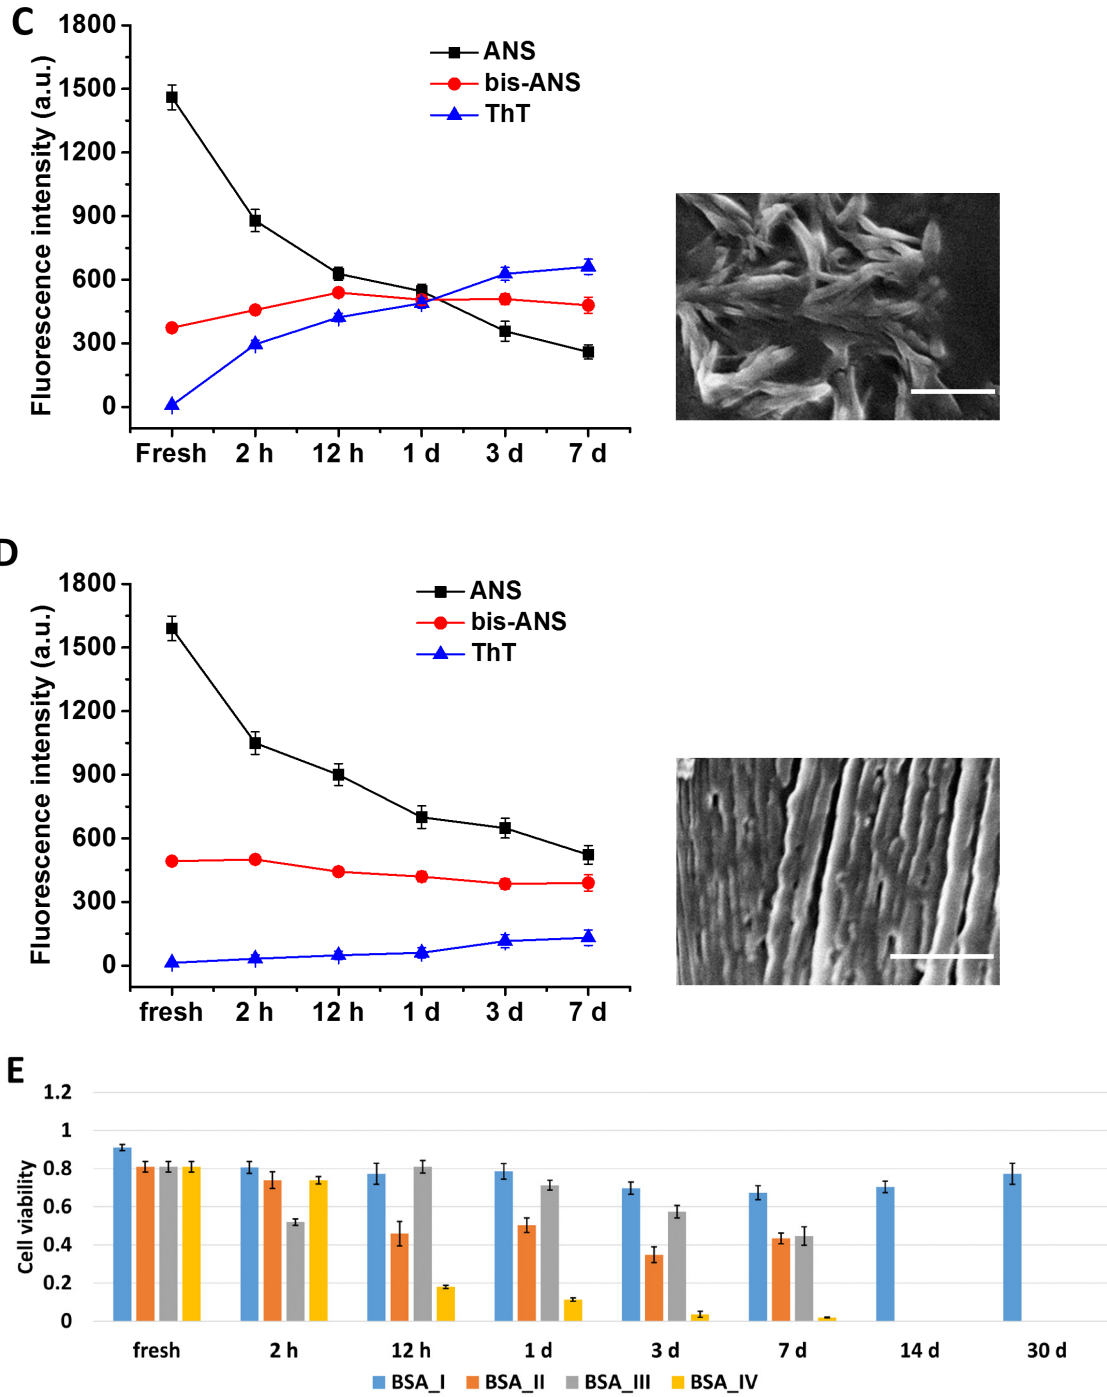 C
1800
1500
1200
900
600
300
0
Fluorescence intensity (a.u.)
ANS
bis-ANS
ThT
Fresh 2 h 12 h 1 d 3 d 7 d
D
1800
1500
1200
900
600
300
0
Fluorescence intensity (a.u.)
ANS
bis-ANS
ThT
fresh 2 h 12 h 1 d 3 d 7 d
E
1.2
1
0.8
0.6
0.4
0.2
0
Cell viability
fresh 2 h 12 h 1 d 3 d 7 d 14 d 30 d
BSA_I BSA_II BSA_III BSA_IV